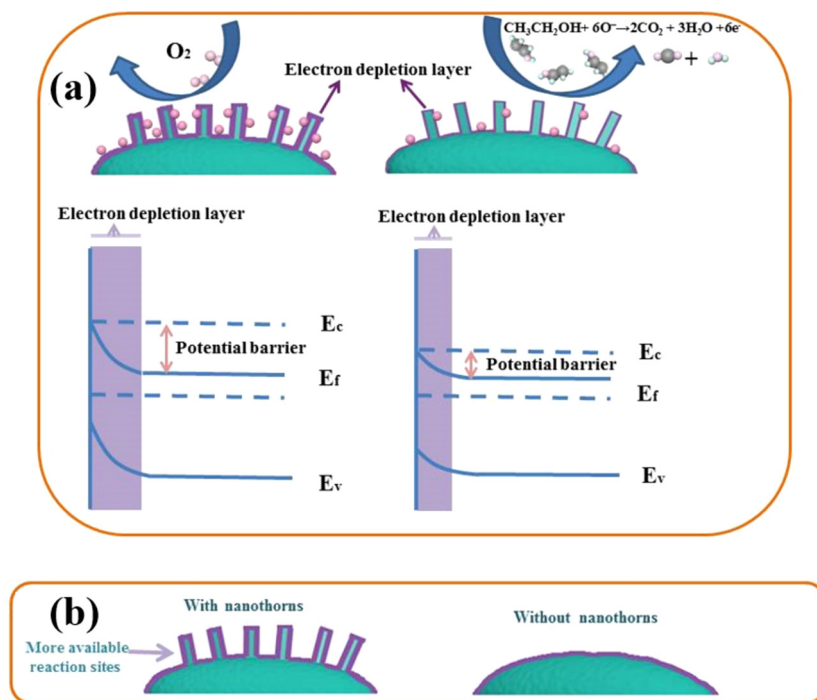 (a)
O₂
CH₃CH₂OH+ 6O⁻→2CO₂ + 3H₂O +6e⁻
+
Electron depletion layer
Electron depletion layer
Ec
Potential barrier
Ef
Ev
Electron depletion layer
Ec
Potential barrier
Ef
Ev
(b)
With nanothorns
More available
reaction sites
Without nanothorns